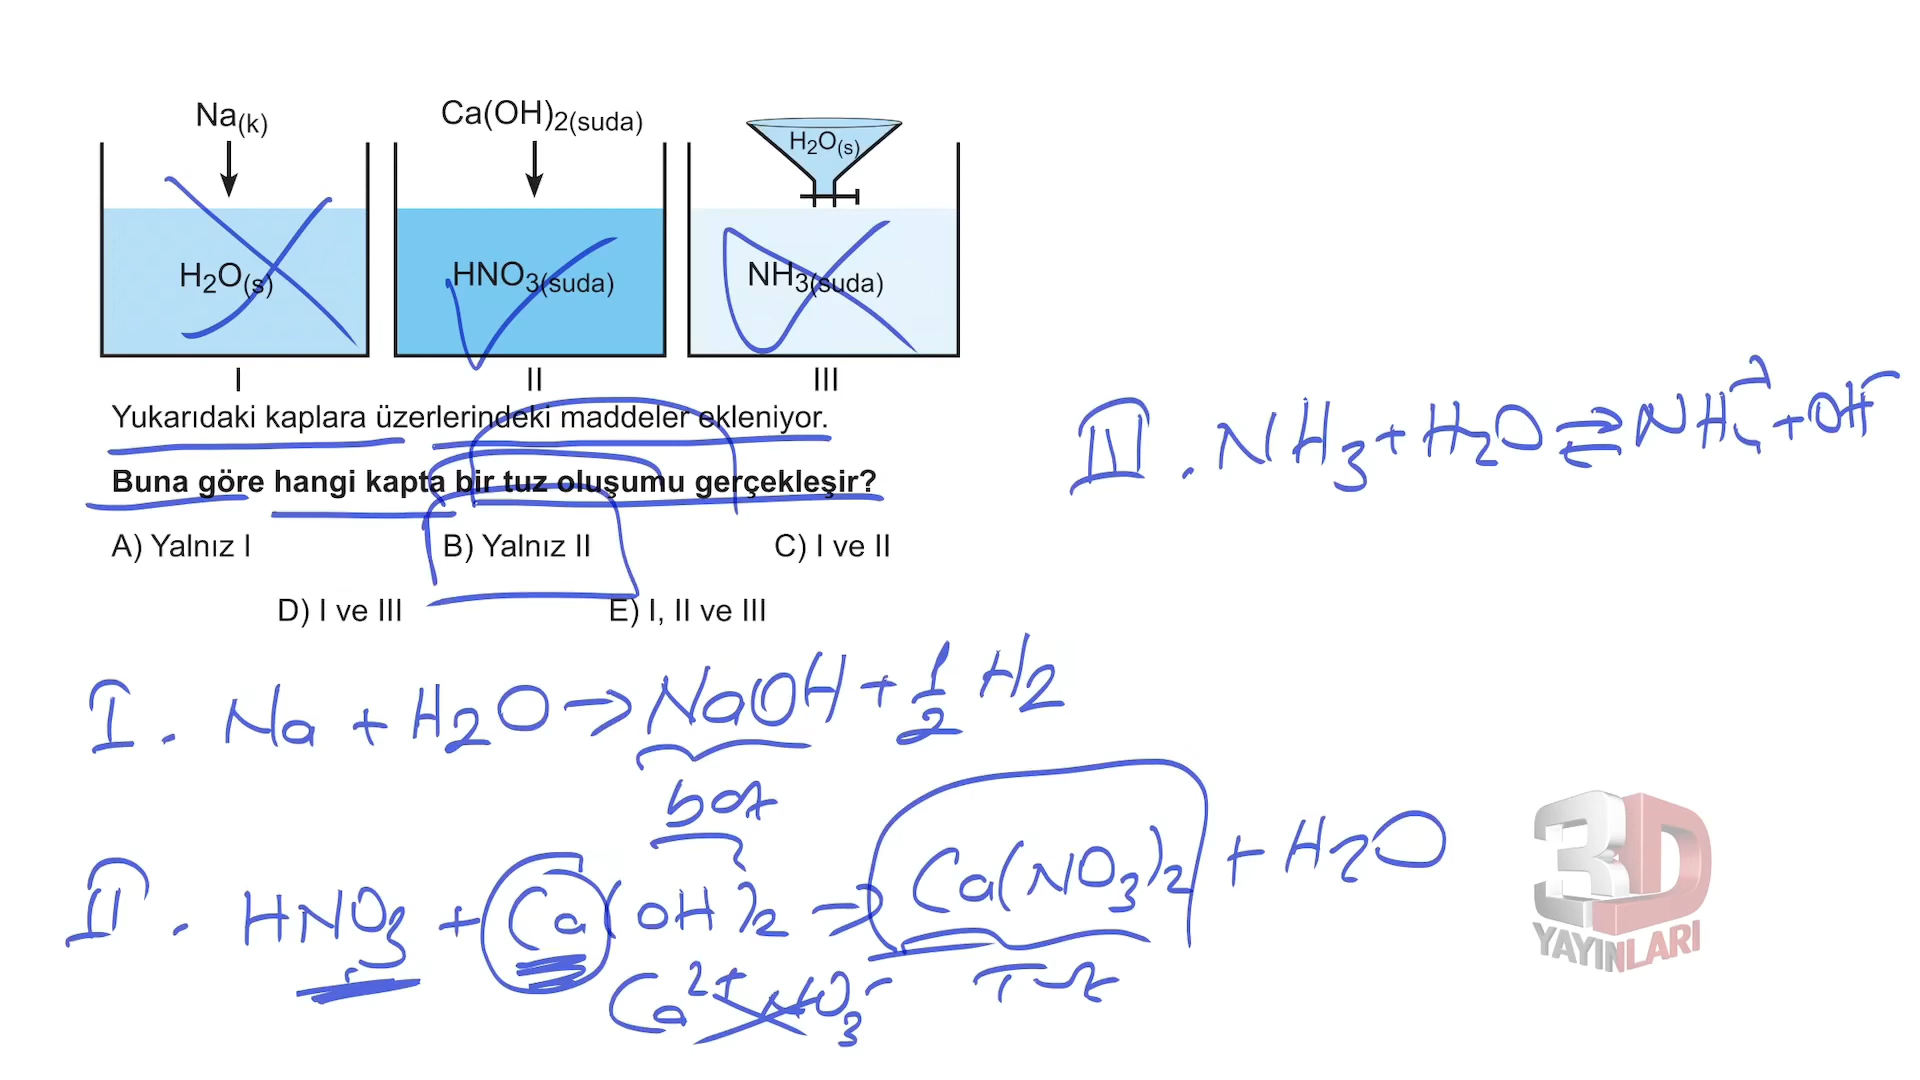 Na(k)
Ca(OH)2(suda)
H2O(s)
H2O(s)
HNO3(suda)
NH3(suda)
I
II
III
Yukarıdaki kaplara üzerlerindeki maddeler ekleniyor.
Buna göre hangi kapta bir tuz oluşumu gerçekleşir?
A) Yalnız I
B) Yalnız II
C) I ve II
D) I ve III
E) I, II ve III
III. NH3 + H2O ⇌ NH4+ + OH-
I. Na + H2O → NaOH + 1/2 H2
baz
II. HNO3 + Ca(OH)2 → Ca(NO3)2 + H2O
Ca2+ NO3-
Tuz
3D
YAYINLARI